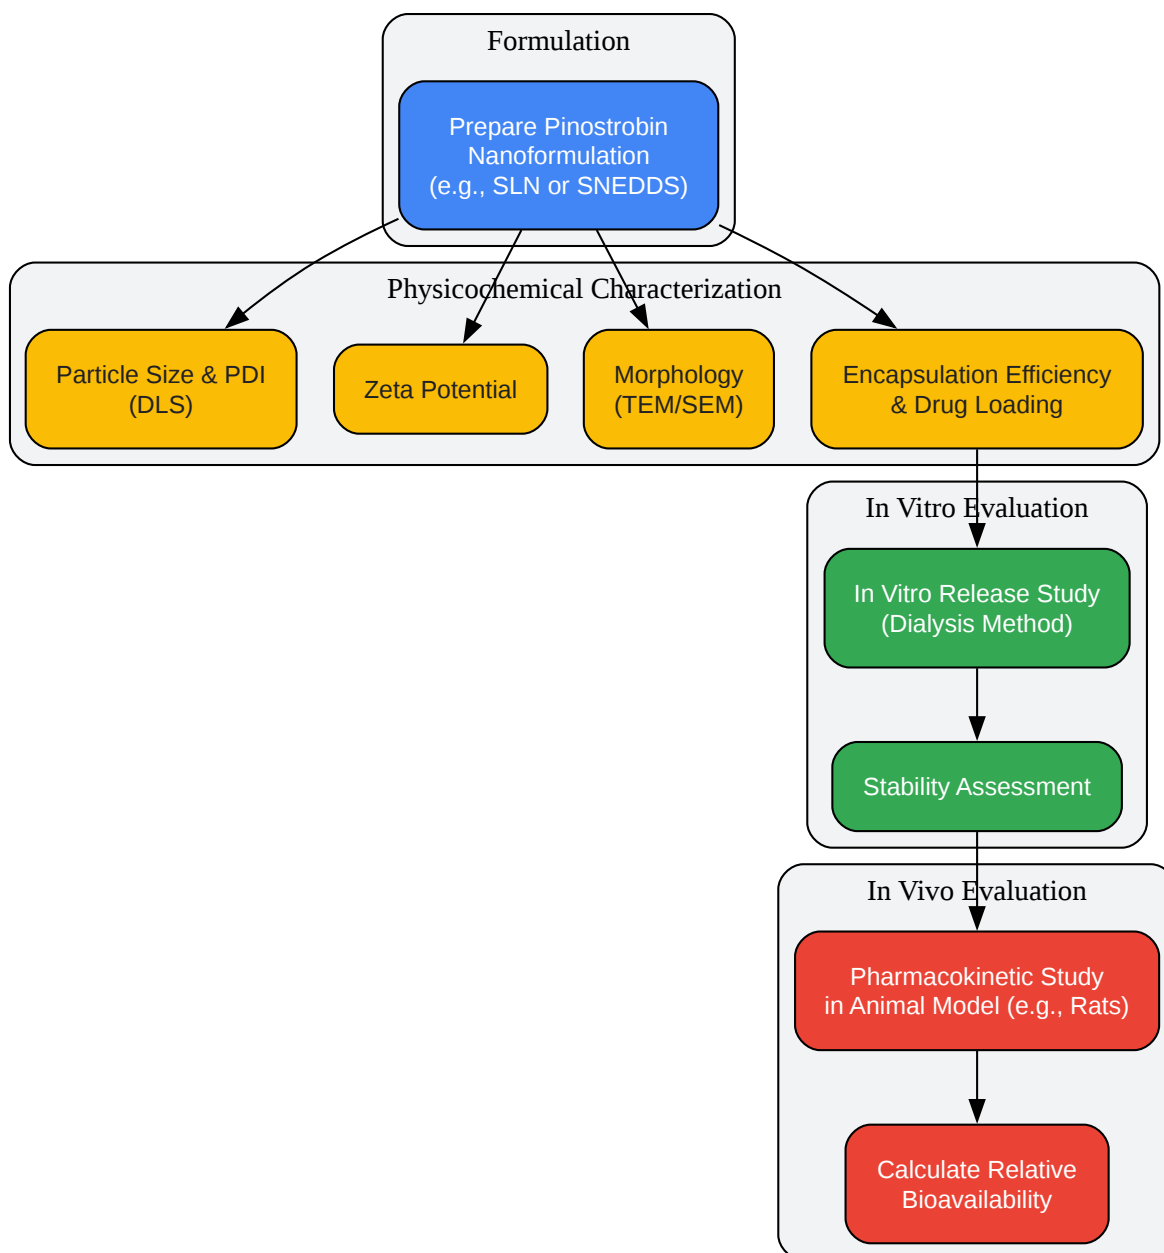 Formulation
Prepare Pinostrobin
Nanoformulation
(e.g., SLN or SNEDDS)
Physicochemical Characterization
Particle Size & PDI
(DLS)
Zeta Potential
Morphology
(TEM/SEM)
Encapsulation Efficiency
& Drug Loading
In Vitro Evaluation
In Vitro Release Study
(Dialysis Method)
Stability Assessment
In Vivo Evaluation
Pharmacokinetic Study
in Animal Model (e.g., Rats)
Calculate Relative
Bioavailability